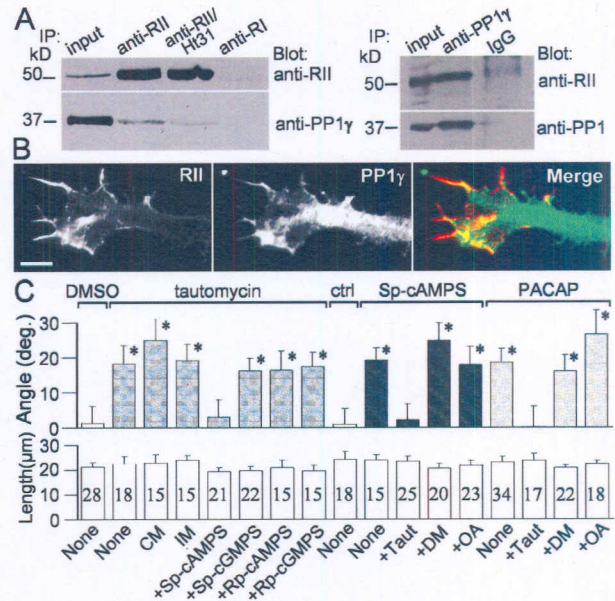 A
IP:
kD
input
anti-RII
anti-RII/
Ht31
anti-RI
Blot:
50
anti-RII
37
anti-PP1γ
IP:
kD
input
anti-PP1γ
IgG
Blot:
50
anti-RII
37
anti-PP1
B
RII
PP1γ
Merge
C
DMSO
tautomycin
ctrl
Sp-cAMPS
PACAP
Angle (deg.)
30
20
10
0
* * * * * * * * * * * *
Length(μm)
30
20
10
0
28 18 15 15 21 22 15 15 18 15 25 20 23 34 17 22 18
None
None
CM
IM
+Sp-cAMPS
+Sp-cGMPS
+Rp-cAMPS
+Rp-cGMPS
None
None
+Taut
+DM
+OA
None
+Taut
+DM
+OA